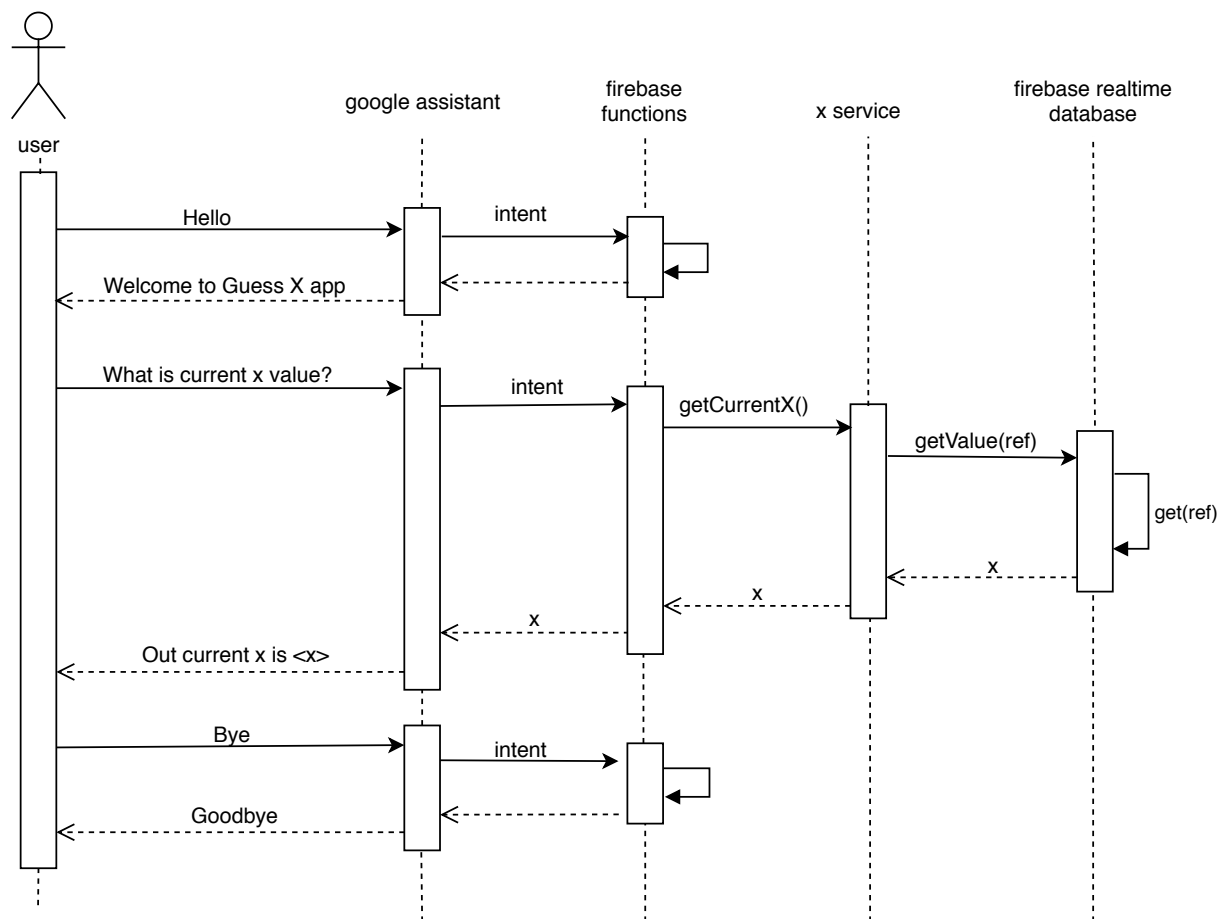 firebase
functions
firebase realtime
database
google assistant
x service
user
Hello
intent
Welcome to Guess X app
What is current x value?
intent
getCurrentX()
getValue(ref)
get(ref)
x
x
x
Out current x is <x>
Bye
intent
Goodbye